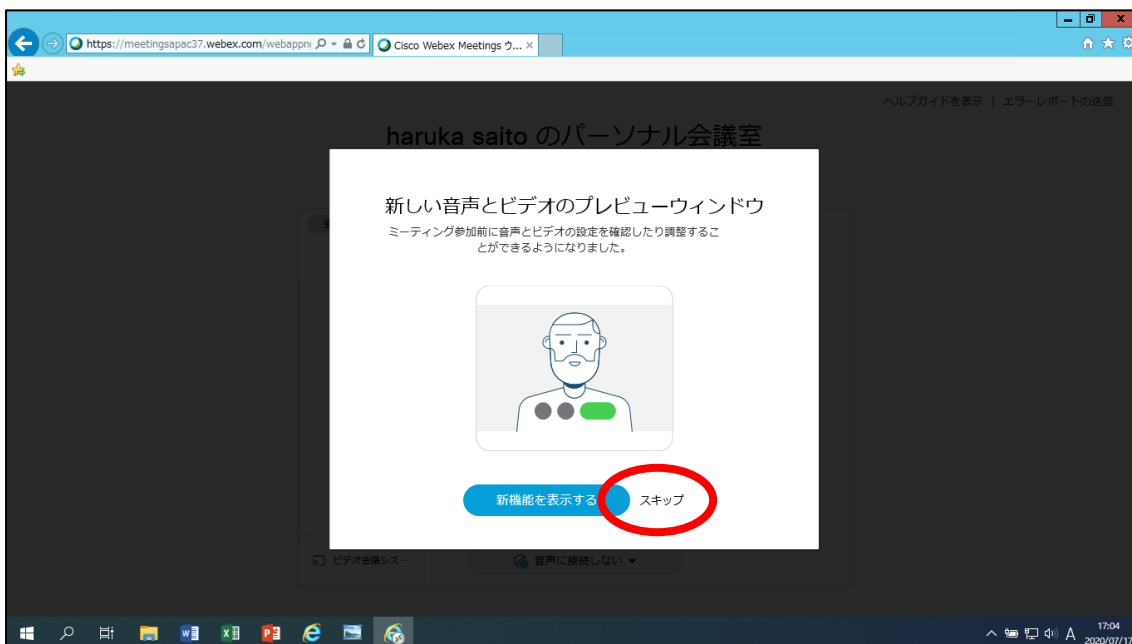 https://meetingsapac37.webex.com/webappn
Cisco Webex Meetings ウ... ×
ヘルプガイドを表示 | エラーレポートの送信
haruka saito のパーソナル会議室
新しい音声とビデオのプレビューウィンドウ
ミーティング参加前に音声とビデオの設定を確認したり調整するこ
とができるようになりました。
新機能を表示する
スキップ
ビデオ会議シス…
音声に接続しない
A
17:04
2020/07/17